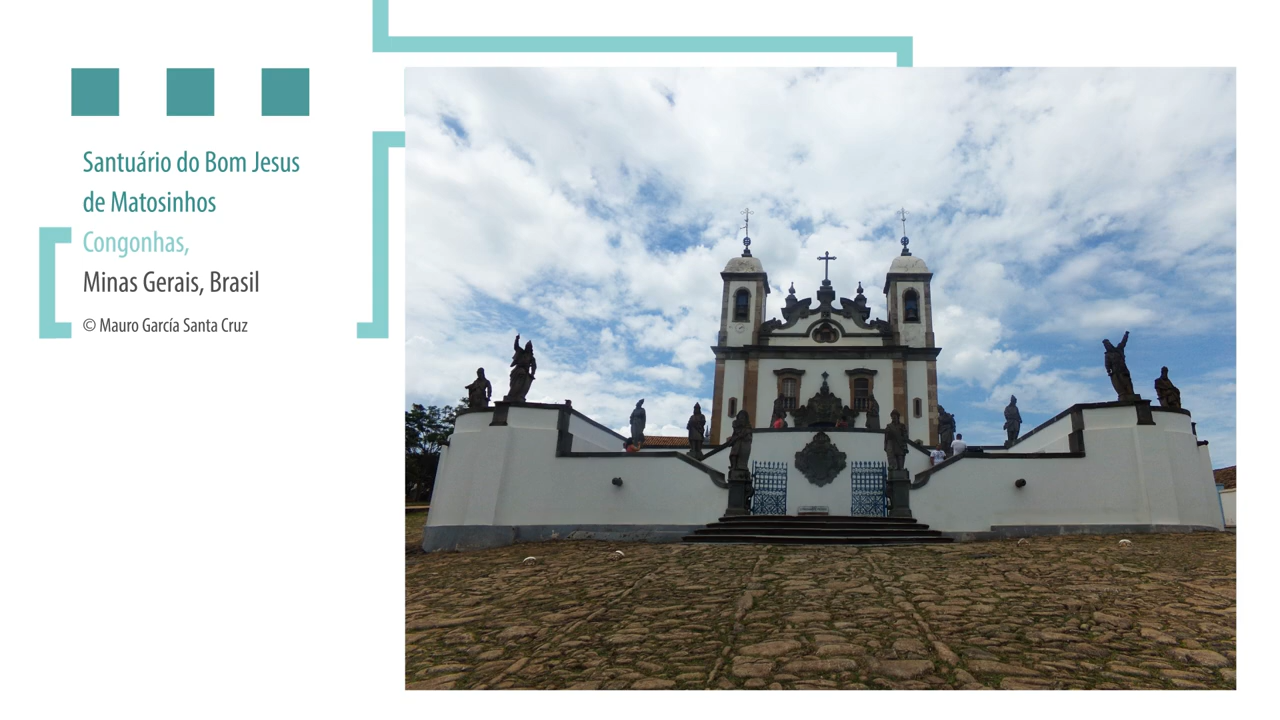 Santuário do Bom Jesus
de Matosinhos
Congonhas,
Minas Gerais, Brasil
© Mauro García Santa Cruz